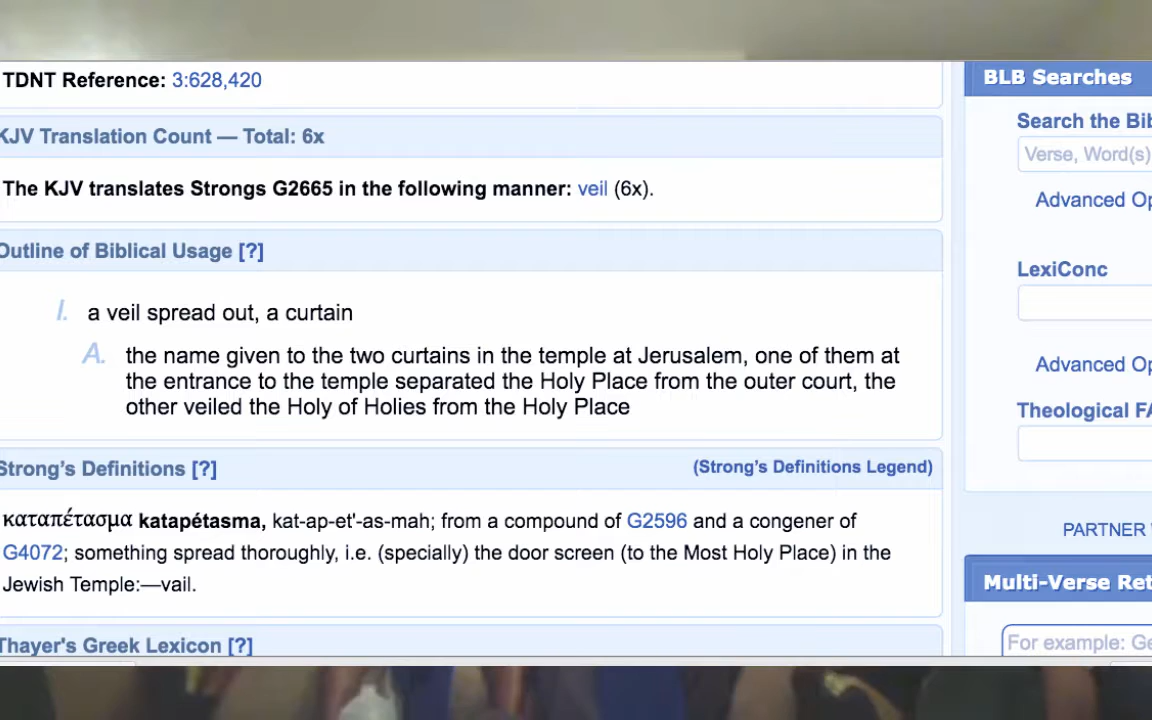 TDNT Reference: 3:628,420
KJV Translation Count — Total: 6x
The KJV translates Strongs G2665 in the following manner: veil (6x).
Outline of Biblical Usage [?]
I. a veil spread out, a curtain
A. the name given to the two curtains in the temple at Jerusalem, one of them at
the entrance to the temple separated the Holy Place from the outer court, the
other veiled the Holy of Holies from the Holy Place
Strong's Definitions [?] (Strong's Definitions Legend)
καταπέτασμα katapétasma, kat-ap-et'-as-mah; from a compound of G2596 and a congener of
G4072; something spread thoroughly, i.e. (specially) the door screen (to the Most Holy Place) in the
Jewish Temple:—vail.
Thayer's Greek Lexicon [?]
BLB Searches
Search the Bib
Verse, Word(s)
Advanced Op
LexiConc
Advanced Op
Theological FA
PARTNER
Multi-Verse Ret
For example: Ge